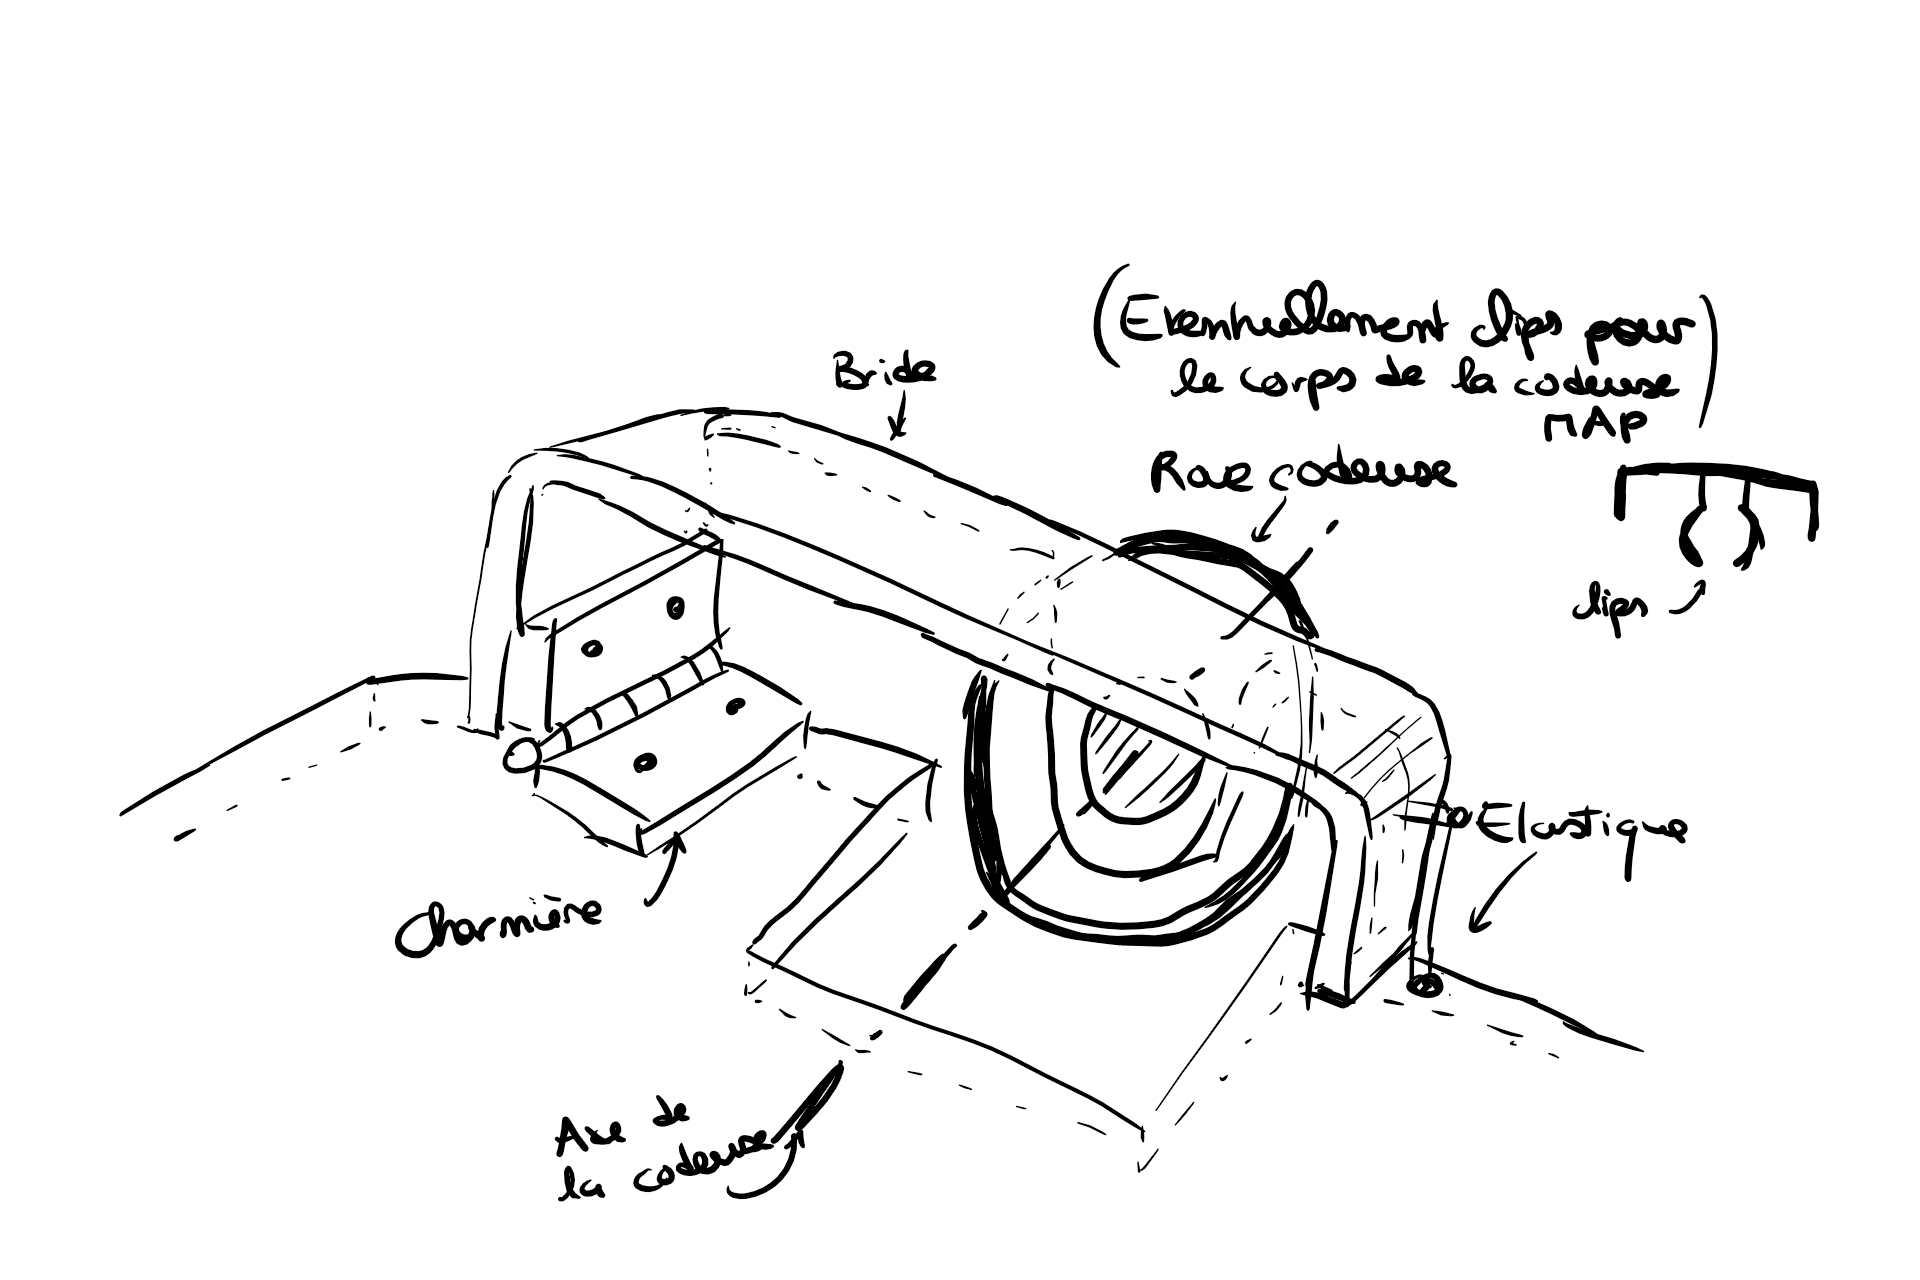 (Eventuellement clips pour
le corps de la codeuse)
MAP
Bride
Roue codeuse
clips
Elastique
Charnière
Axe de
la codeuse